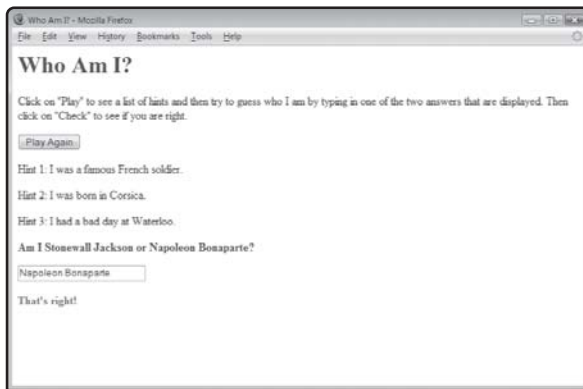 Who Am I? - Mozilla Firefox
File Edit View History Bookmarks Tools Help
Who Am I?
Click on "Play" to see a list of hints and then try to guess who I am by typing in one of the two answers that are displayed. Then
click on "Check" to see if you are right.
Play Again
Hint 1: I was a famous French soldier.
Hint 2: I was born in Corsica.
Hint 3: I had a bad day at Waterloo.
Am I Stonewall Jackson or Napoleon Bonaparte?
Napoleon Bonaparte
That's right!